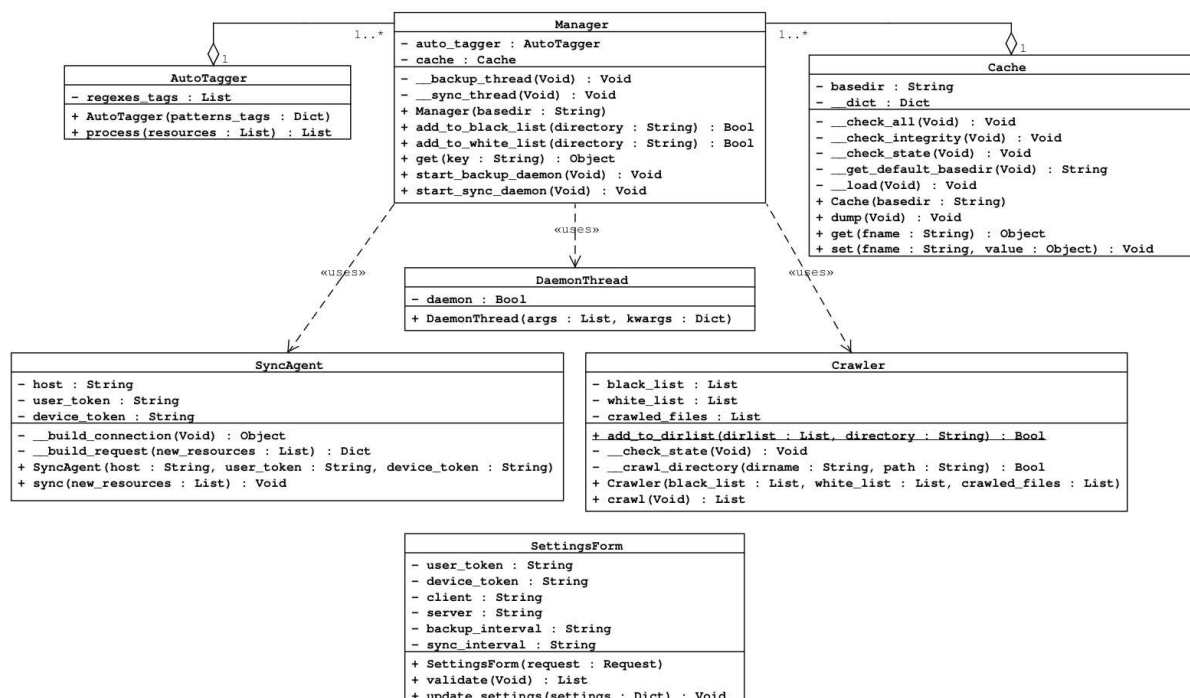 Manager
- auto_tagger : AutoTagger
- cache : Cache
- __backup_thread(Void) : Void
- __sync_thread(Void) : Void
+ Manager(basedir : String)
+ add_to_black_list(directory : String) : Bool
+ add_to_white_list(directory : String) : Bool
+ get(key : String) : Object
+ start_backup_daemon(Void) : Void
+ start_sync_daemon(Void) : Void
1..*
1
1..*
1
AutoTagger
- regexes_tags : List
+ AutoTagger(patterns_tags : Dict)
+ process(resources : List) : List
Cache
- basedir : String
- __dict : Dict
- __check_all(Void) : Void
- __check_integrity(Void) : Void
- __check_state(Void) : Void
- __get_default_basedir(Void) : String
- __load(Void) : Void
+ Cache(basedir : String)
+ dump(Void) : Void
+ get(fname : String) : Object
+ set(fname : String, value : Object) : Void
«uses»
«uses»
«uses»
DaemonThread
- daemon : Bool
+ DaemonThread(args : List, kwargs : Dict)
SyncAgent
- host : String
- user_token : String
- device_token : String
- __build_connection(Void) : Object
- __build_request(new_resources : List) : Dict
+ SyncAgent(host : String, user_token : String, device_token : String)
+ sync(new_resources : List) : Void
Crawler
- black_list : List
- white_list : List
- crawled_files : List
+ add_to_dirlist(dirlist : List, directory : String) : Bool
- __check_state(Void) : Void
- __crawl_directory(dirname : String, path : String) : Bool
+ Crawler(black_list : List, white_list : List, crawled_files : List)
+ crawl(Void) : List
SettingsForm
- user_token : String
- device_token : String
- client : String
- server : String
- backup_interval : String
- sync_interval : String
+ SettingsForm(request : Request)
+ validate(Void) : List
+ update_settings(settings : Dict) : Void